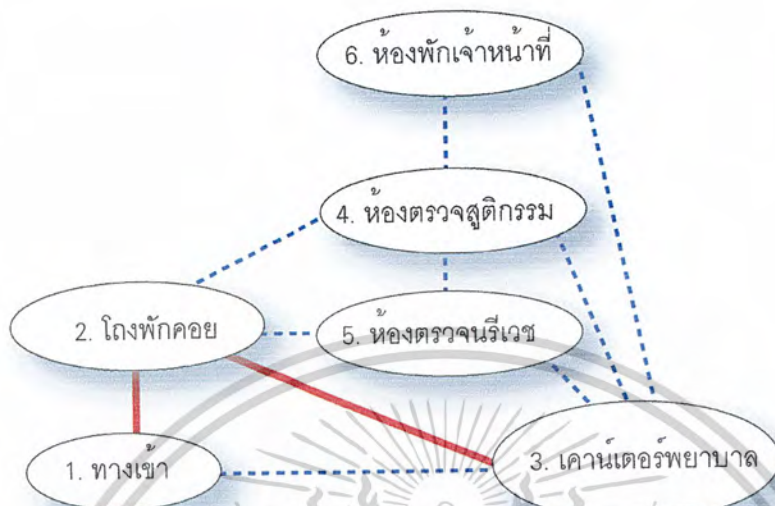 6. ห้องพักเจ้าหน้าที่
4. ห้องตรวจสูติกรรม
2. โถงพักคอย
5. ห้องตรวจนรีเวช
1. ทางเข้า
3. เคาน์เตอร์พยาบาล